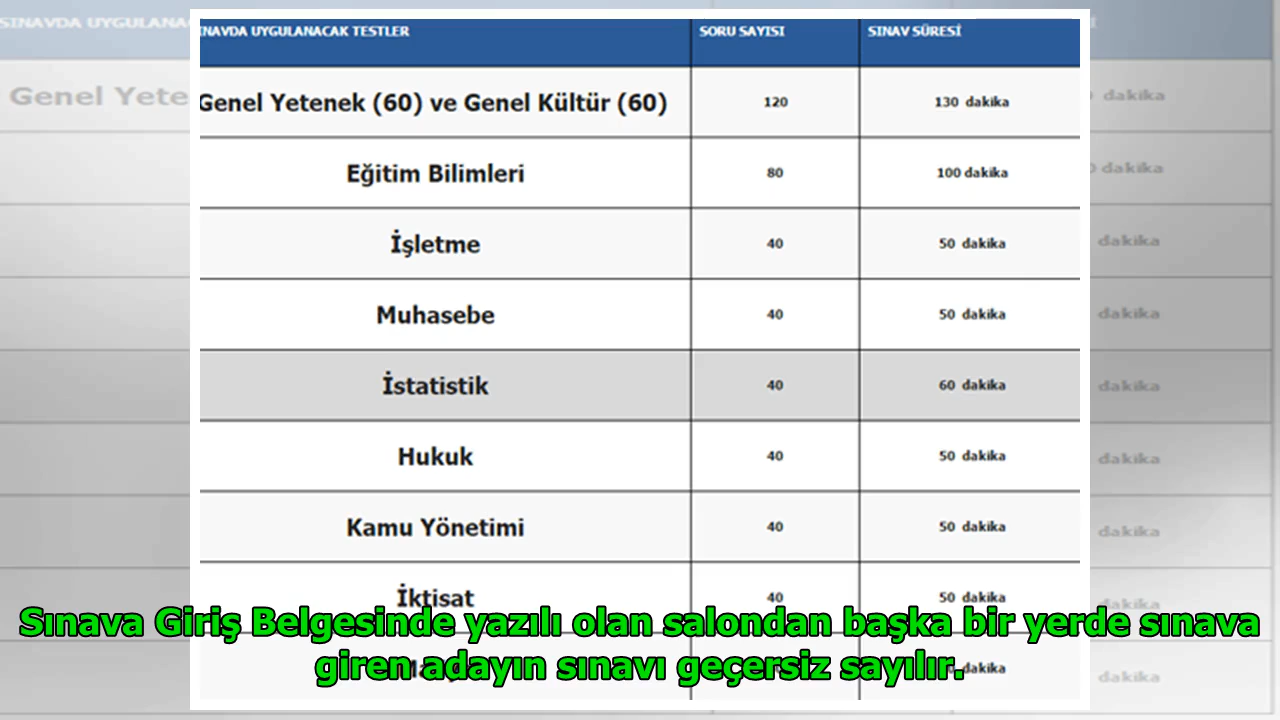 INAVDA UYGULANACAK TESTLER SORU SAYISI SINAV SÜRESİ
Genel Yetenek (60) ve Genel Kültür (60) 120 130 dakika
Eğitim Bilimleri 80 100 dakika
İşletme 40 50 dakika
Muhasebe 40 50 dakika
İstatistik 40 60 dakika
Hukuk 40 50 dakika
Kamu Yönetimi 40 50 dakika
İktisat 40 50 dakika
Sınava Giriş Belgesinde yazılı olan salondan başka bir yerde sınava
giren adayın sınavı geçersiz sayılır.